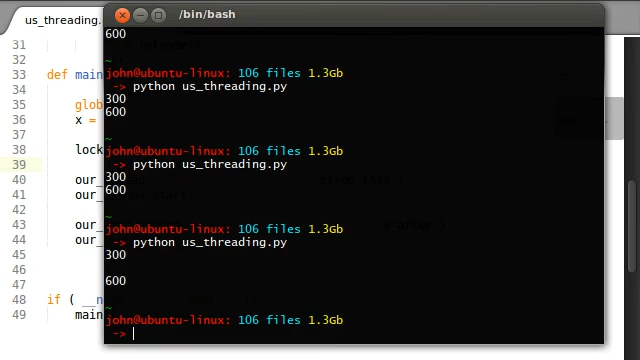 us_threading.
/bin/bash
600
~
john@ubuntu-linux: 106 files 1.3Gb
-> python us_threading.py
300
600
~
john@ubuntu-linux: 106 files 1.3Gb
-> python us_threading.py
300
600
~
john@ubuntu-linux: 106 files 1.3Gb
-> python us_threading.py
300
600
~
john@ubuntu-linux: 106 files 1.3Gb
->
31
32
33 def main
34
35 glob
36 x =
37
38 lock
39
40 our_
41 our_
42
43 our_
44 our_
45
46
47
48 if ( __n
49 main